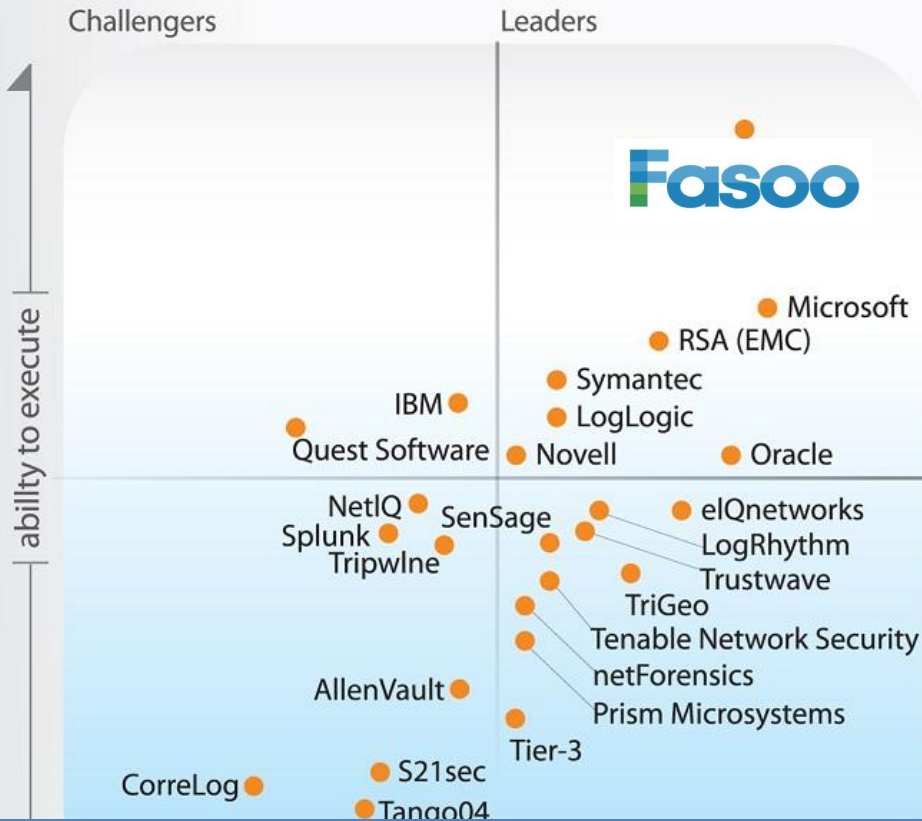 Challengers
Leaders
Fasoo
Microsoft
RSA (EMC)
Symantec
IBM
LogLogic
Quest Software
Novell
Oracle
ability to execute
NetIQ
SenSage
elQnetworks
Splunk
LogRhythm
Tripwlne
Trustwave
TriGeo
Tenable Network Security
netForensics
AllenVault
Prism Microsystems
Tier-3
S21sec
CorreLog
Tango04